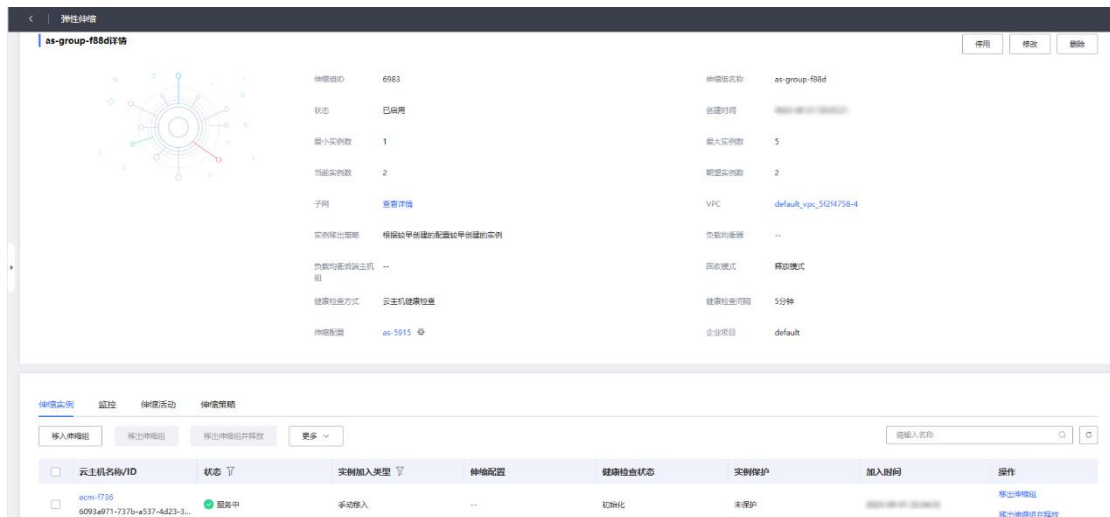 弹性伸缩
as-group-f88d详情
停用 修改 删除
伸缩组ID 6983 伸缩组名称 as-group-f88d
状态 已启用 创建时间
最小实例数 1 最大实例数 5
当前实例数 2 期望实例数 2
子网 查看详情 VPC default_vpc_5f2f4758-4
实例移出策略 根据较早创建的配置较早创建的实例 负载均衡器 --
负载均衡后端主机 -- 回收模式 释放模式
组
健康检查方式 云主机健康检查 健康检查间隔 5分钟
伸缩配置 as-5915 企业项目 default
伸缩实例 监控 伸缩活动 伸缩策略
移入伸缩组 移出伸缩组 移出伸缩组并释放 更多 请输入名称
云主机名称/ID 状态 实例加入类型 伸缩配置 健康检查状态 实例保护 加入时间 操作
ecm-f736 移出伸缩组
服务中 手动移入 -- 初始化 未保护
6093a971-737b-a537-4d23-3... 移出伸缩组并释放